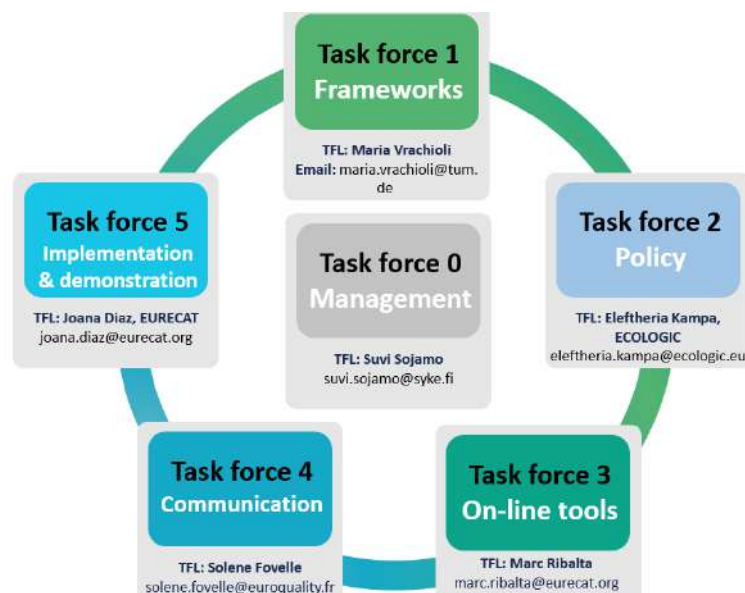 Task force 1
Frameworks
TFL: Maria Vrachioli
Email: maria.vrachioli@tum.
de
Task force 5
Implementation
& demonstration
TFL: Joana Diaz, EURECAT
joana.diaz@eurecat.org
Task force 0
Management
TFL: Suvi Sojamo
suvi.sojamo@syke.fi
Task force 2
Policy
TFL: Eleftheria Kampa,
ECOLOGIC
eleftheria.kampa@ecologic.eu
Task force 4
Communication
TFL: Solene Fovelle
solene.fovelle@euroquality.fr
Task force 3
On-line tools
TFL: Marc Ribalta
marc.ribalta@eurecat.org